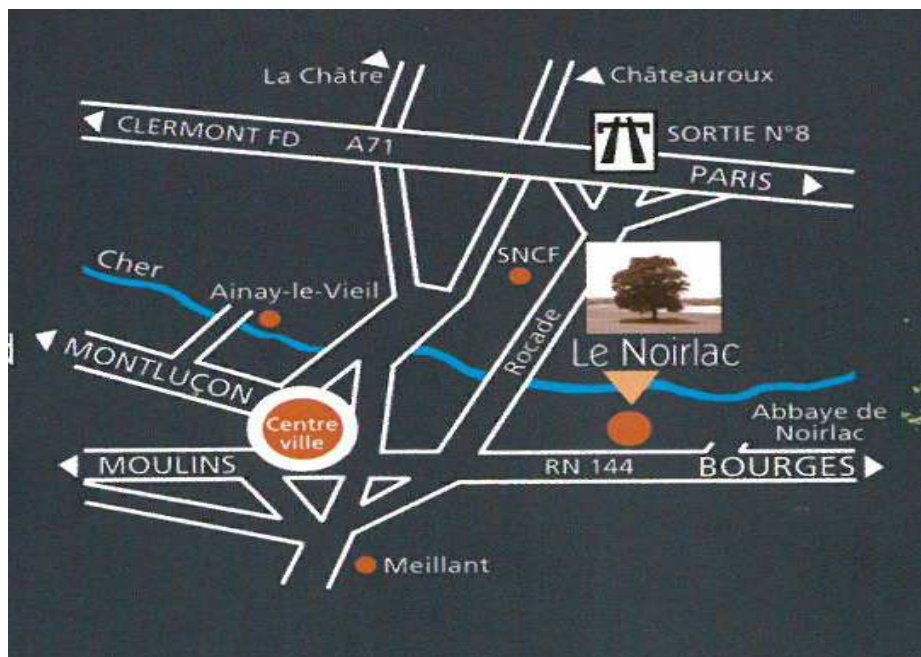 La Châtre
Châteauroux
CLERMONT FD
A71
SORTIE N°8
PARIS
Cher
SNCF
Ainay-le-Vieil
Rocade
Le Noirlac
MONTLUÇON
Centre
ville
Abbaye de
Noirlac
MOULINS
RN 144
BOURGES
Meillant